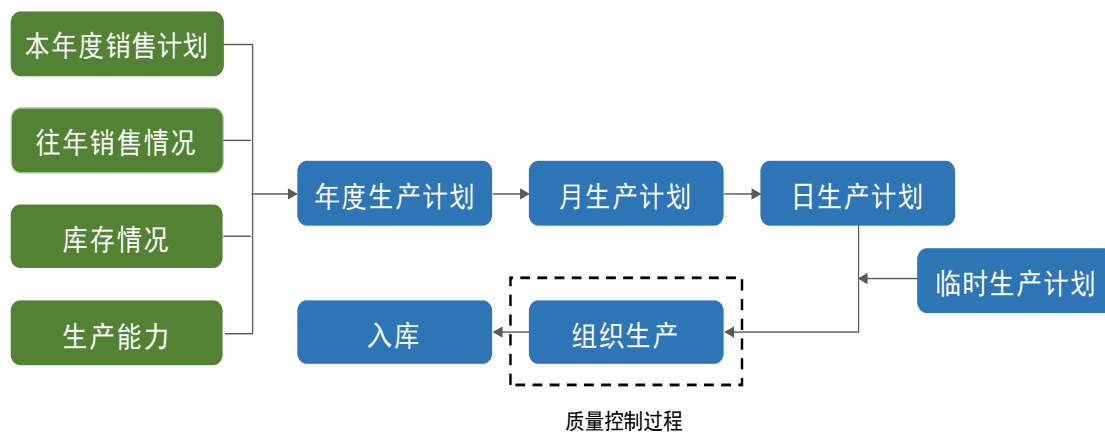 本年度销售计划
往年销售情况
库存情况
生产能力
年度生产计划
月生产计划
日生产计划
临时生产计划
组织生产
入库
质量控制过程